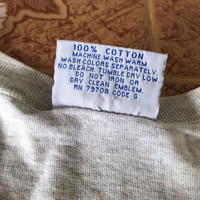 100% COTTON
MACHINE WASH WARM.
WASH COLORS SEPARATELY.
NO BLEACH. TUMBLE DRY LOW.
DO NOT IRON OR
DRY CLEAN EMBLEM.
RN 79708 CODE G